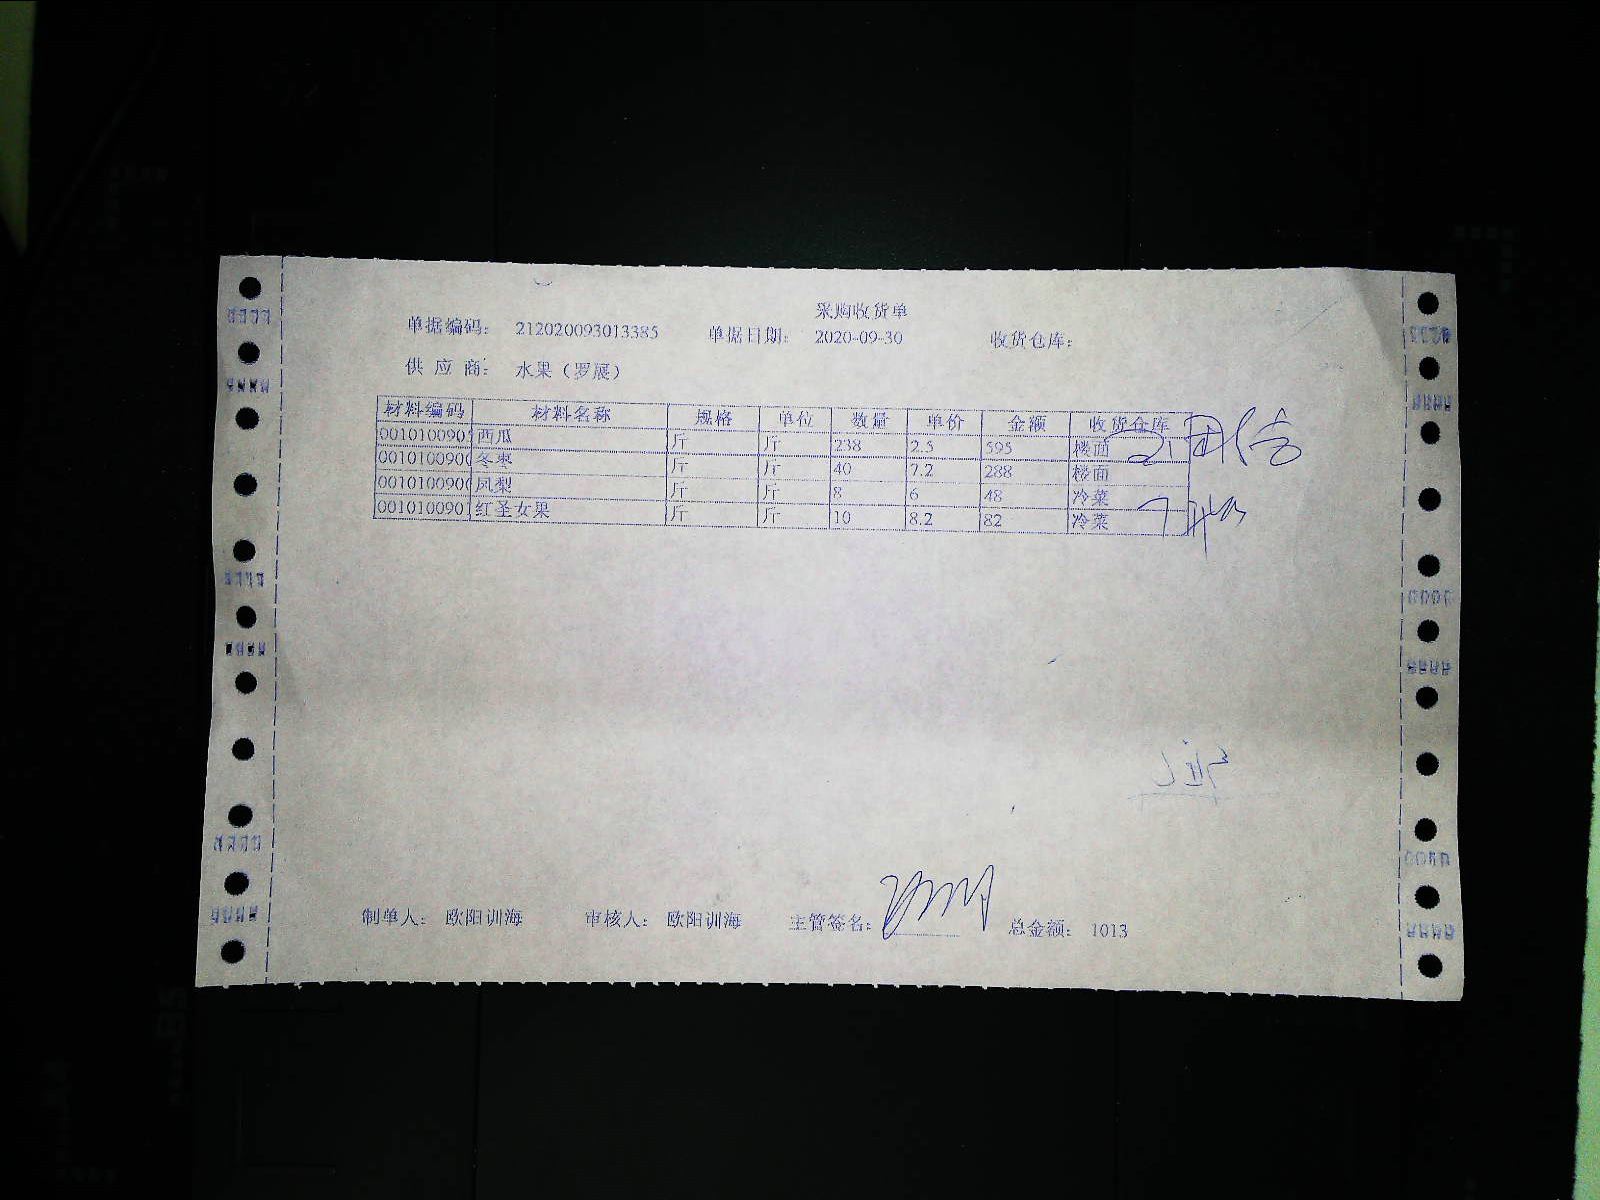 采购收货单
单据编码： 212020093013385 单据日期： 2020-09-30 收货仓库：
供 应 商： 水果（罗展）
材料编码 材料名称 规格 单位 数量 单价 金额 收货仓库
001010090 西瓜 斤 斤 238 2.5 595 楼面
001010090 冬枣 斤 斤 40 7.2 288 楼面
001010090 凤梨 斤 斤 8 6 48 冷菜
001010090 红圣女果 斤 斤 10 8.2 82 冷菜
制单人： 欧阳训海 审核人： 欧阳训海 主管签名： 总金额： 1013